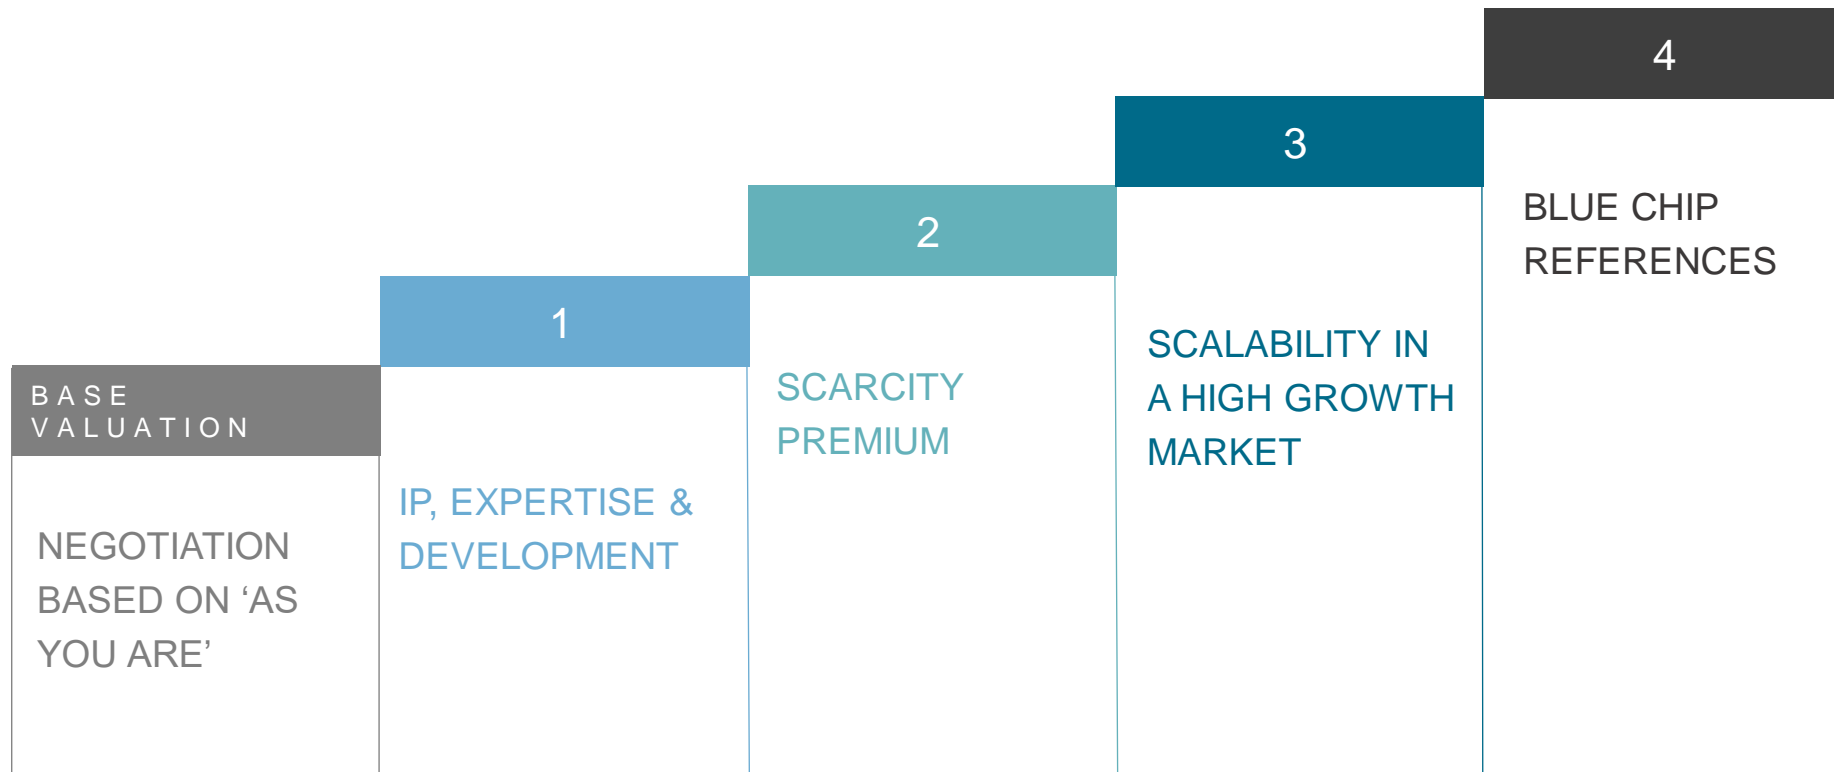 BASE
VALUATION
NEGOTIATION
BASED ON ‘AS
YOU ARE’
1
IP, EXPERTISE &
DEVELOPMENT
2
SCARCITY
PREMIUM
3
SCALABILITY IN
A HIGH GROWTH
MARKET
4
BLUE CHIP
REFERENCES